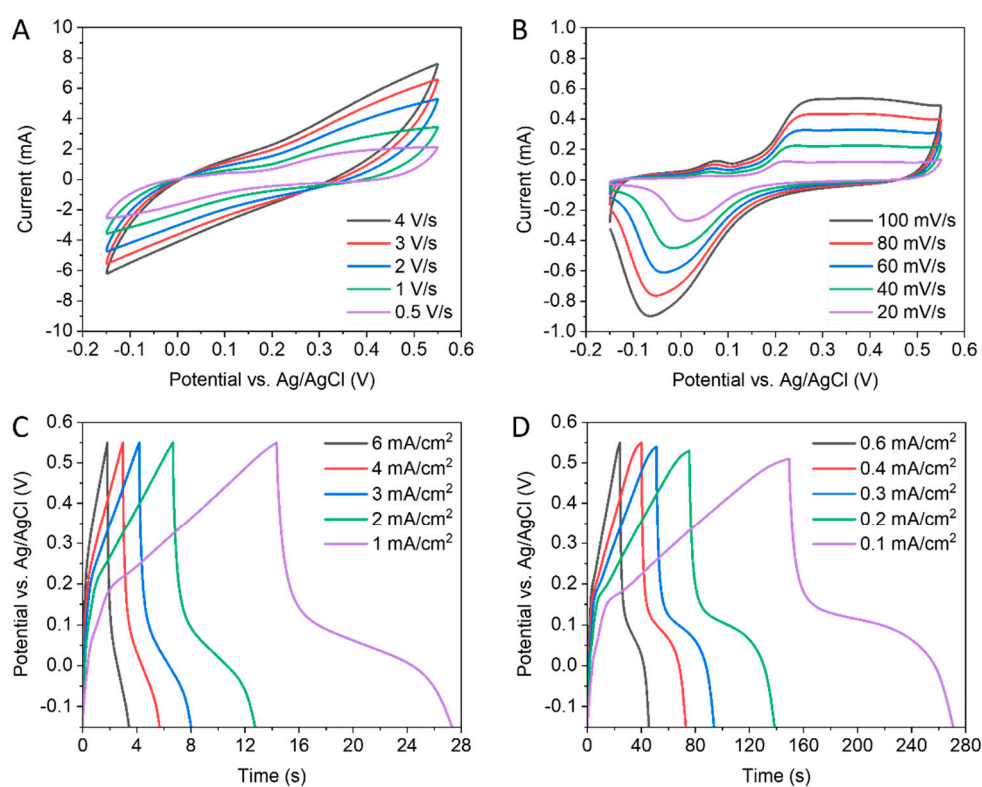 A
10
8
6
4
2
0
-2
-4
-6
-8
-10
Current (mA)
4 V/s
3 V/s
2 V/s
1 V/s
0.5 V/s
-0.2 -0.1 0.0 0.1 0.2 0.3 0.4 0.5 0.6
Potential vs. Ag/AgCl (V)
B
1.0
0.8
0.6
0.4
0.2
0.0
-0.2
-0.4
-0.6
-0.8
-1.0
Current (mA)
100 mV/s
80 mV/s
60 mV/s
40 mV/s
20 mV/s
-0.2 -0.1 0.0 0.1 0.2 0.3 0.4 0.5 0.6
Potential vs. Ag/AgCl (V)
C
0.6
0.5
0.4
0.3
0.2
0.1
0.0
-0.1
Potential vs. Ag/AgCl (V)
6 mA/cm²
4 mA/cm²
3 mA/cm²
2 mA/cm²
1 mA/cm²
0 4 8 12 16 20 24 28
Time (s)
D
0.6
0.5
0.4
0.3
0.2
0.1
0.0
-0.1
Potential vs. Ag/AgCl (V)
0.6 mA/cm²
0.4 mA/cm²
0.3 mA/cm²
0.2 mA/cm²
0.1 mA/cm²
0 40 80 120 160 200 240 280
Time (s)